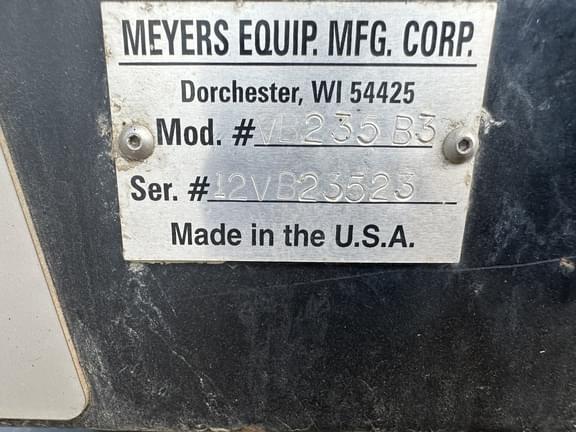 MEYERS EQUIP. MFG. CORP.
Dorchester, WI 54425
Mod. # VB235 B3
Ser. # 12VB23523
Made in the U.S.A.